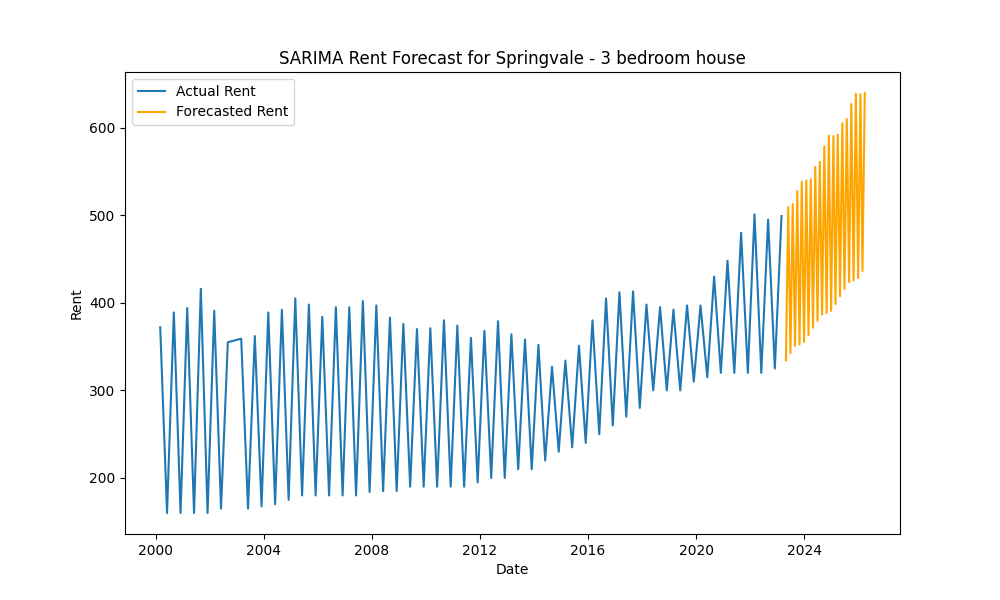 SARIMA Rent Forecast for Springvale - 3 bedroom house
Actual Rent
Forecasted Rent
600
500
400
300
200
Rent
2000 2004 2008 2012 2016 2020 2024
Date